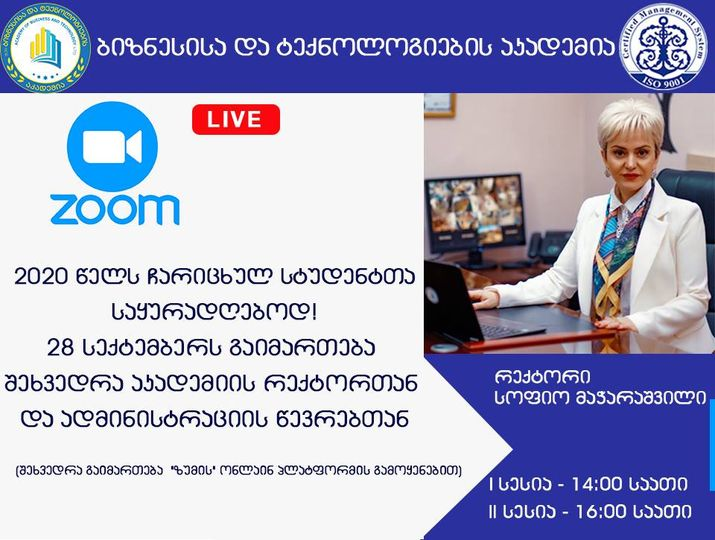 ბიზნესისა და ტექნოლოგიების აკადემია
ბიზნესისა და ტექნოლოგიების
ACADEMY OF BUSINESS AND TECHNOLOGY
აკადემია
Certified Management System
ISO 9001
LIVE
zoom
2020 წელს ჩარიცხულ სტუდენტთა
საყურადღებოდ!
28 სექტემბერს გაიმართება
შეხვედრა აკადემიის რექტორთან
და ადმინისტრაციის წევრებთან
(შეხვედრა გაიმართება "ზუმის" ონლაინ პლატფორმის გამოყენებით)
რექტორი
სოფიო მაჭარაშვილი
I სესია - 14:00 საათი
II სესია - 16:00 საათი